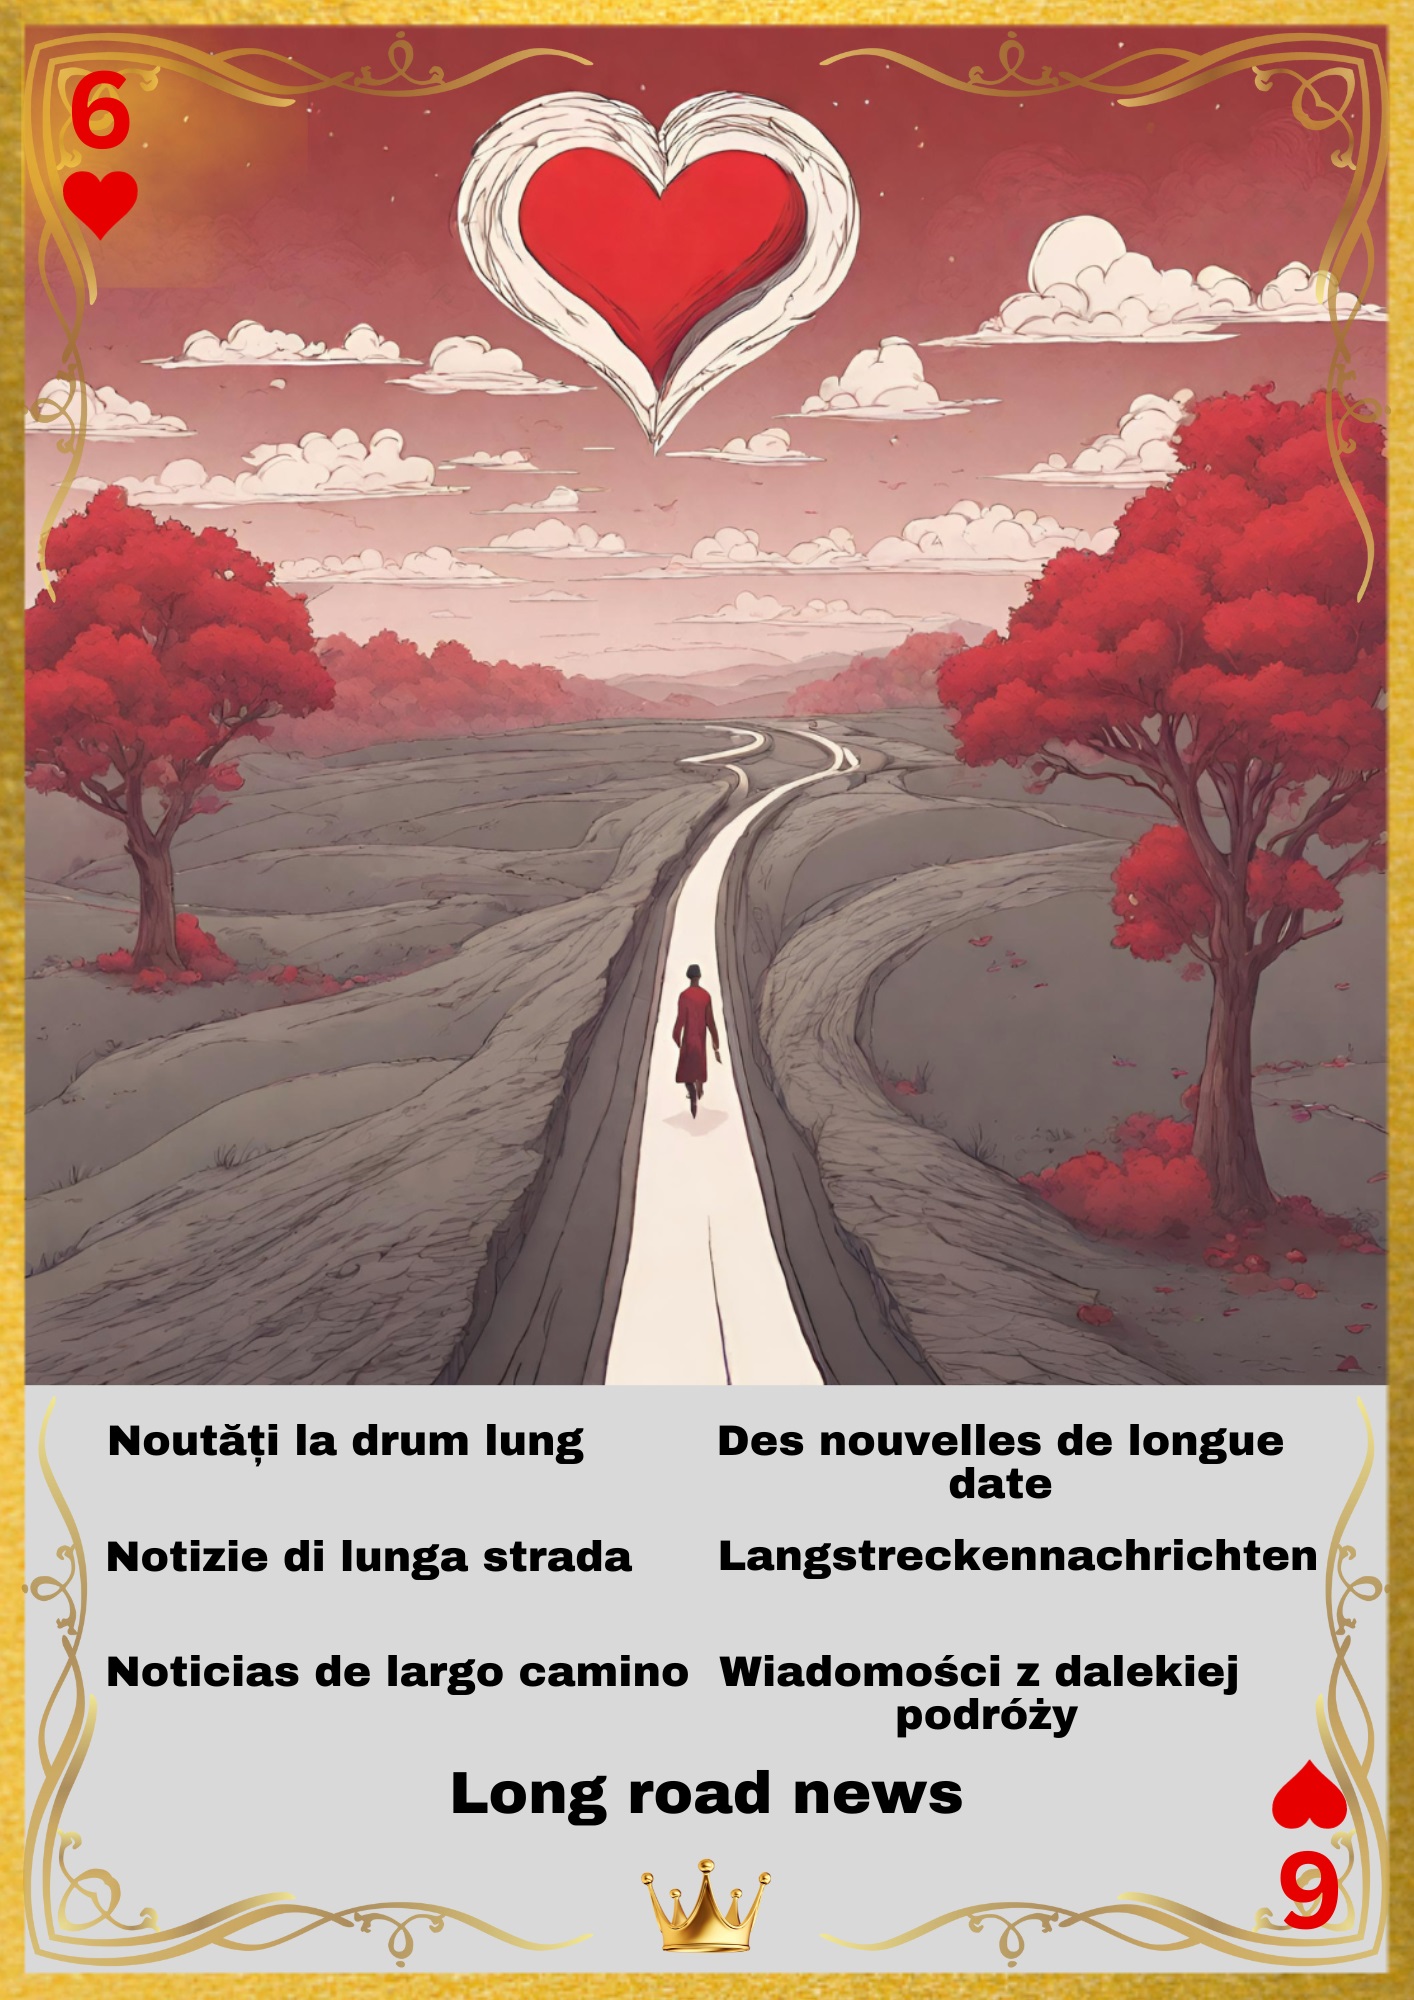 6
Noutăți la drum lung
Des nouvelles de longue
date
Notizie di lunga strada
Langstreckennachrichten
Noticias de largo camino
Wiadomości z dalekiej
podróży
Long road news
6